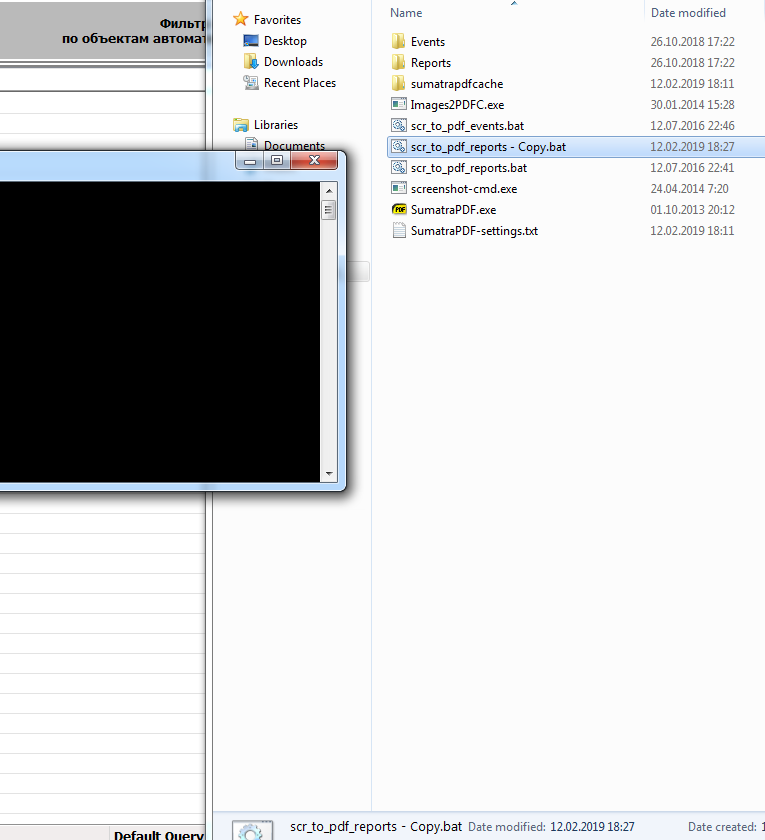 Фильтр
по объектам автомат
Favorites
Desktop
Downloads
Recent Places
Libraries
Documents
Name Date modified
Events 26.10.2018 17:22
Reports 26.10.2018 17:22
sumatrapdfcache 12.02.2019 18:11
Images2PDFC.exe 30.01.2014 15:28
scr_to_pdf_events.bat 12.07.2016 22:46
scr_to_pdf_reports - Copy.bat 12.02.2019 18:27
scr_to_pdf_reports.bat 12.07.2016 22:41
screenshot-cmd.exe 24.04.2014 7:20
PDF SumatraPDF.exe 01.10.2013 20:12
SumatraPDF-settings.txt 12.02.2019 18:11
Default Query
scr_to_pdf_reports - Copy.bat Date modified: 12.02.2019 18:27 Date created: 1